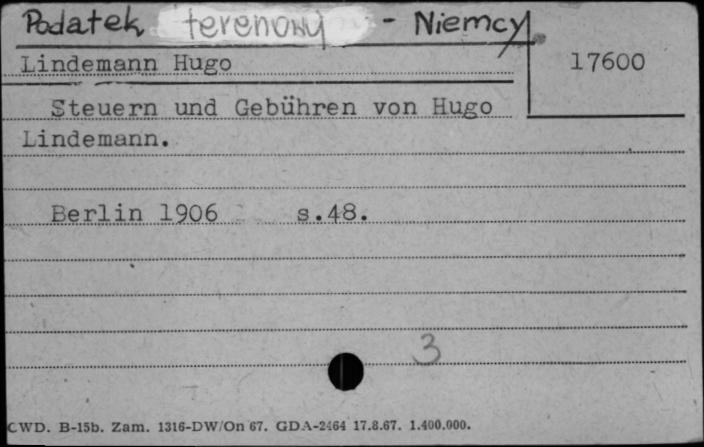 Podatek terenowy - Niemcy
Lindemann Hugo
17600
Steuern und Gebühren von Hugo
Lindemann.
Berlin 1906 s.48.
3
CWD. B-15b. Zam. 1316-DW/On 67. GDA-2464 17.8.67. 1.400.000.